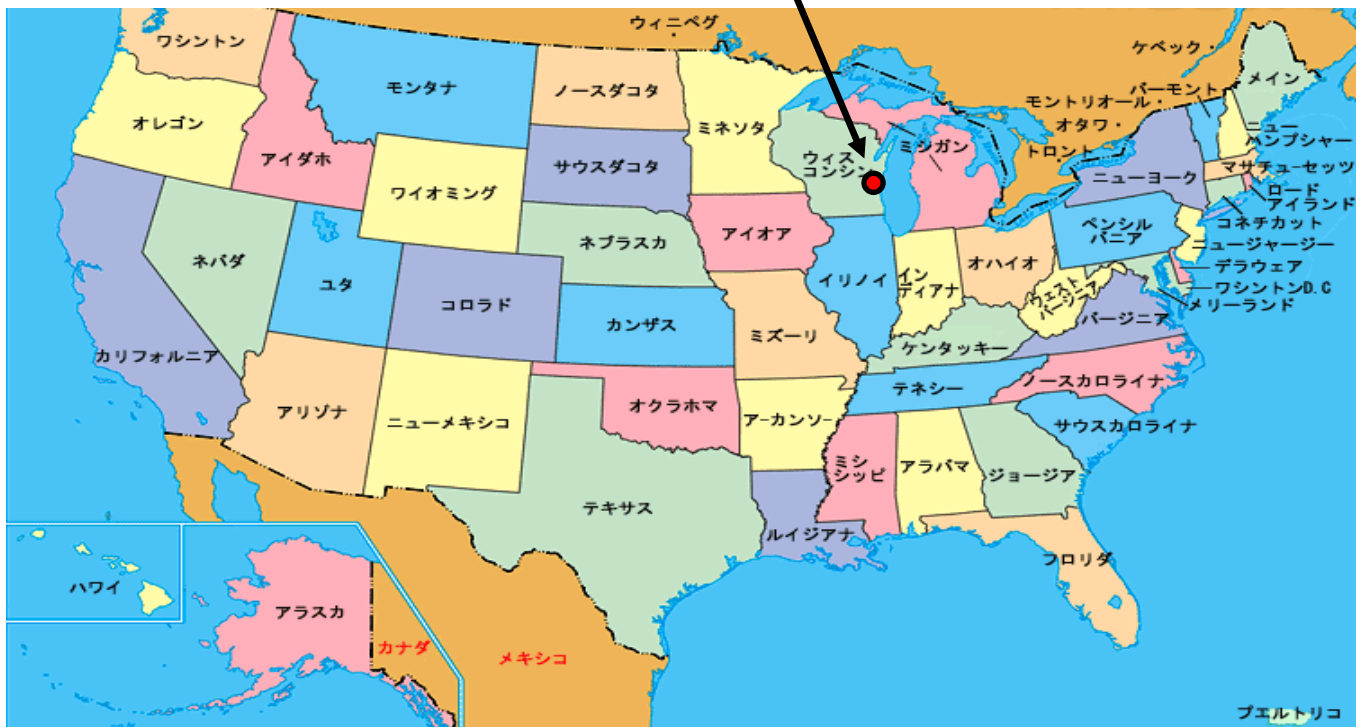 ウィニペグ
ワシントン
モンタナ
ノースダコタ
ミネソタ
Lake Superior
ケベック
メイン
バーモント
モントリオール
オタワ
トロント
ニュー
ハンプシャー
オレゴン
アイダホ
サウスダコタ
ウィス
コンシン
ミシガン
ニューヨーク
マサチュ-セッツ
ロード
アイランド
コネチカット
ワイオミング
ネブラスカ
アイオア
ペンシル
バニア
ニュージャージー
ネバダ
ユタ
コロラド
カンザス
イリノイ
イン
ディアナ
オハイオ
ウェスト
バージニア
デラウェア
ワシントンD.C
メリーランド
バージニア
カリフォルニア
ミズーリ
ケンタッキー
アリゾナ
ニューメキシコ
オクラホマ
ア-カンソ-
テネシー
ノースカロライナ
サウスカロライナ
テキサス
ルイジアナ
ミシ
シッピ
アラバマ
ジョージア
フロリダ
ハワイ
アラスカ
カナダ
メキシコ
プエルトリコ